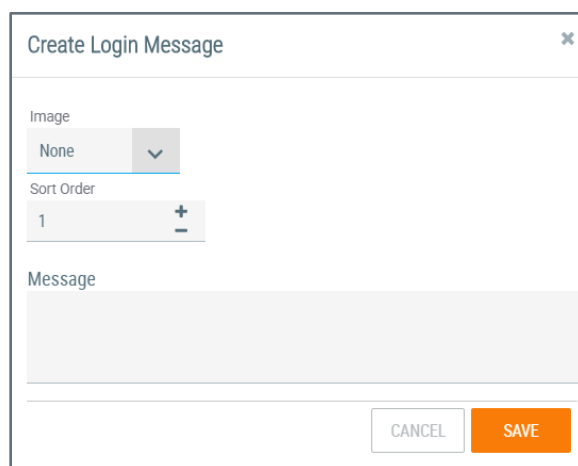 Create Login Message
Image
None
Sort Order
1
Message
CANCEL SAVE